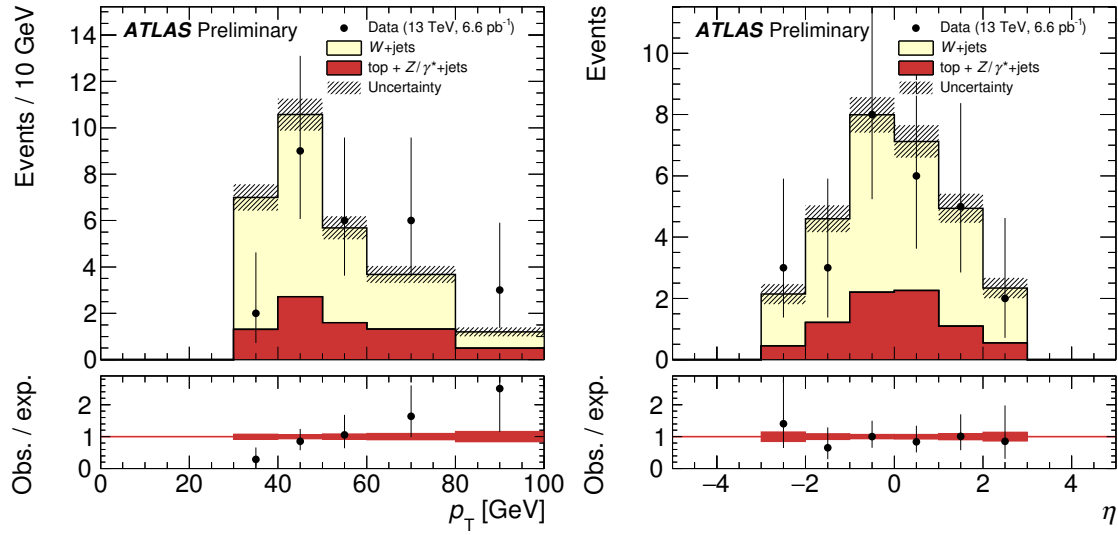 Events / 10 GeV
ATLAS Preliminary
Data (13 TeV, 6.6 pb⁻¹)
W+jets
top + Z/γ*+jets
Uncertainty
14
12
10
8
6
4
2
0
Obs. / exp.
2
1
0
0 20 40 60 80 100
p_T [GeV]
Events
ATLAS Preliminary
Data (13 TeV, 6.6 pb⁻¹)
W+jets
top + Z/γ*+jets
Uncertainty
10
8
6
4
2
0
Obs. / exp.
2
1
0
−4 −2 0 2 4
η